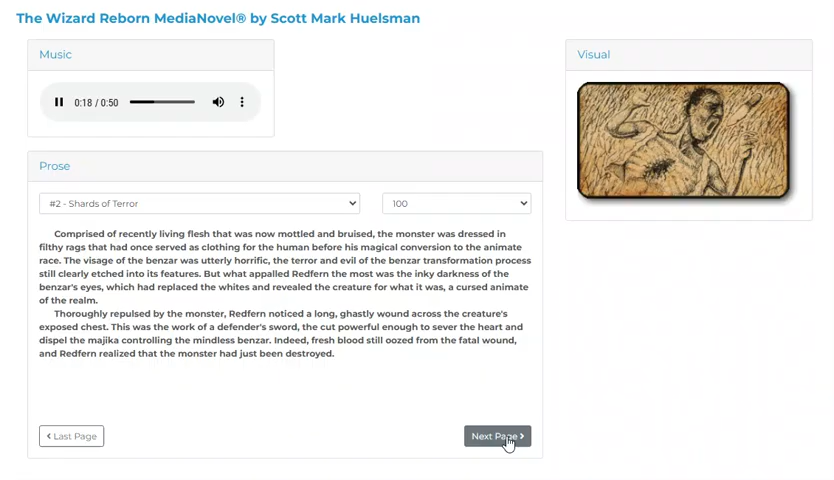 The Wizard Reborn MediaNovel® by Scott Mark Huelsman
Music
0:18 / 0:50
Visual
Prose
#2 - Shards of Terror
100
Comprised of recently living flesh that was now mottled and bruised, the monster was dressed in
filthy rags that had once served as clothing for the human before his magical conversion to the animate
race. The visage of the benzar was utterly horrific, the terror and evil of the benzar transformation process
still clearly etched into its features. But what appalled Redfern the most was the inky darkness of the
benzar's eyes, which had replaced the whites and revealed the creature for what it was, a cursed animate
of the realm.
Thoroughly repulsed by the monster, Redfern noticed a long, ghastly wound across the creature's
exposed chest. This was the work of a defender's sword, the cut powerful enough to sever the heart and
dispel the majika controlling the mindless benzar. Indeed, fresh blood still oozed from the fatal wound,
and Redfern realized that the monster had just been destroyed.
Last Page
Next Page